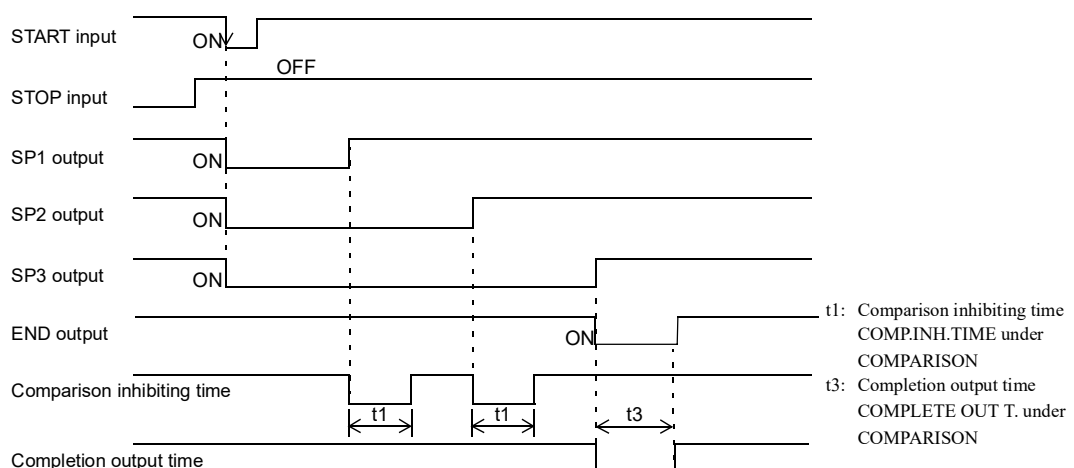 START input
ON
OFF
STOP input
SP1 output
ON
SP2 output
ON
SP3 output
ON
END output
ON
t1: Comparison inhibiting time
COMP.INH.TIME under
COMPARISON
Comparison inhibiting time
t1
t1
t3
t3: Completion output time
COMPLETE OUT T. under
COMPARISON
Completion output time